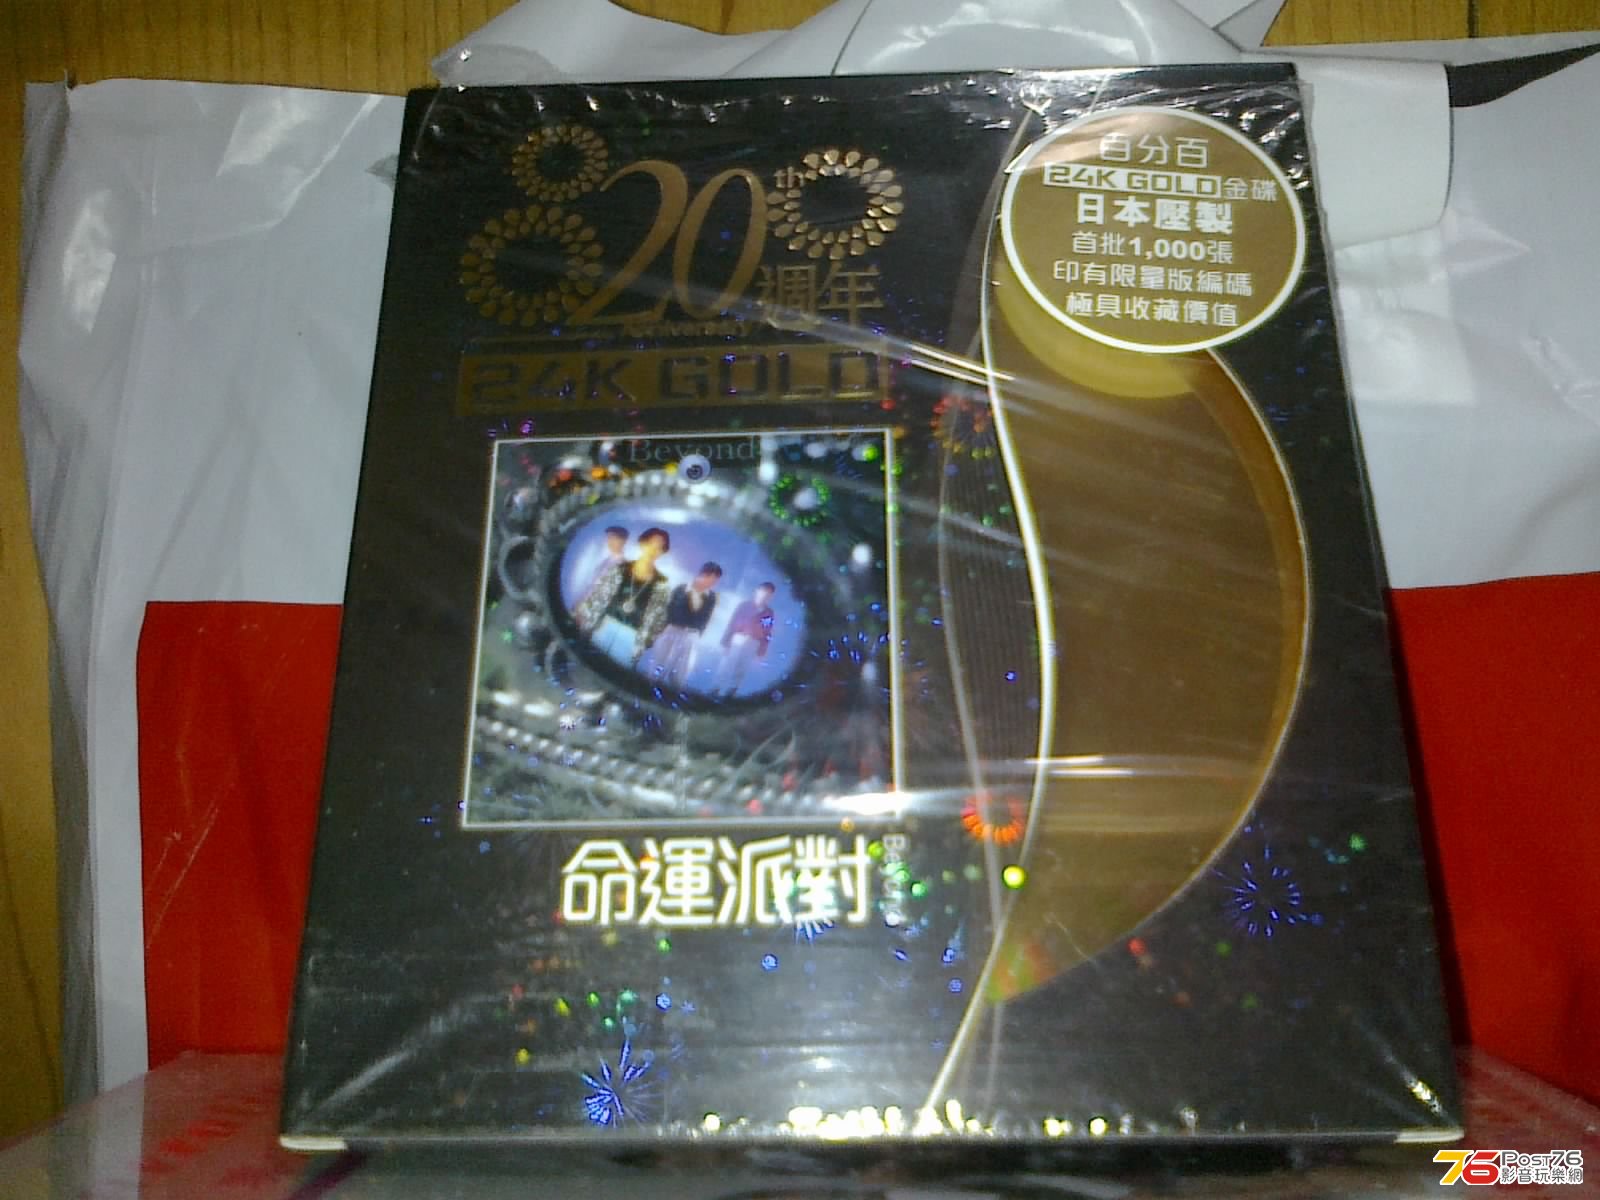 20th
Anniversary
週年
24K GOLD
百分百
24K GOLD金碟
日本壓製
首批1,000張
印有限量版編碼
極具收藏價值
Beyond
命運派對
Beyond
76 Post76
影音玩樂網